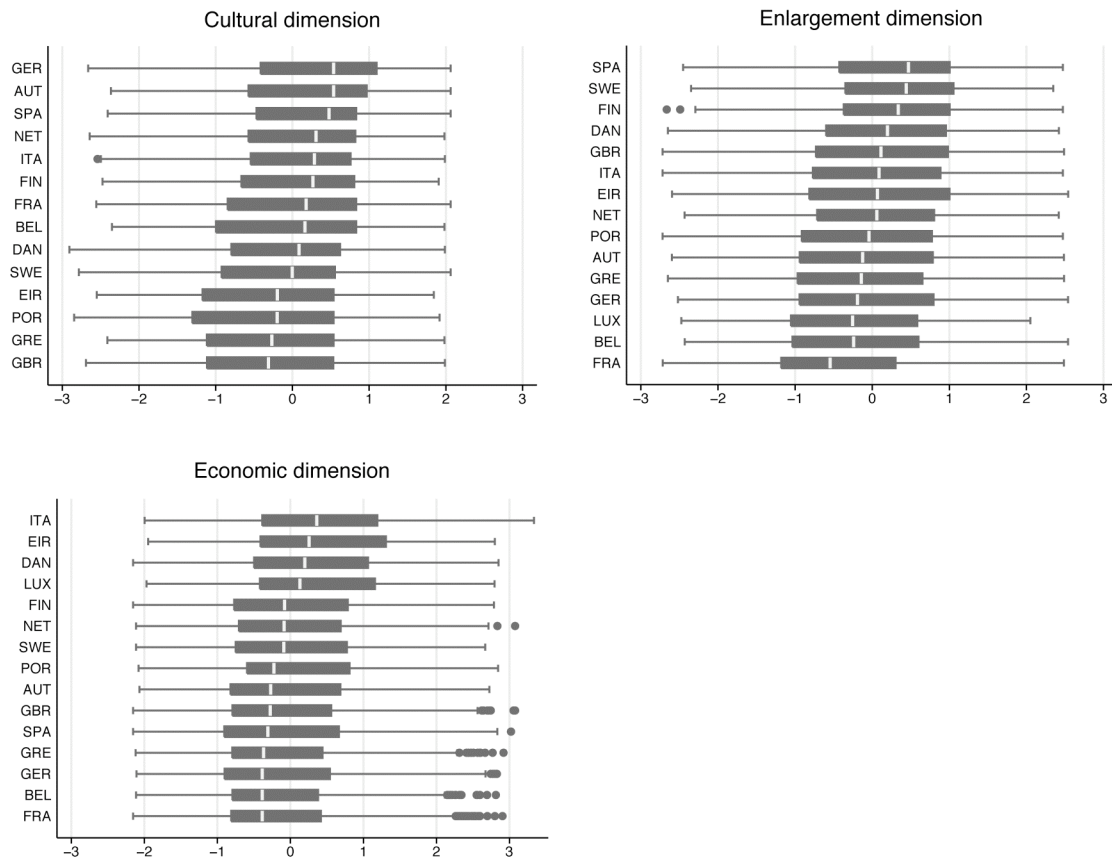 Cultural dimension
GER
AUT
SPA
NET
ITA
FIN
FRA
BEL
DAN
SWE
EIR
POR
GRE
GBR
−3 −2 −1 0 1 2 3
Enlargement dimension
SPA
SWE
FIN
DAN
GBR
ITA
EIR
NET
POR
AUT
GRE
GER
LUX
BEL
FRA
−3 −2 −1 0 1 2 3
Economic dimension
ITA
EIR
DAN
LUX
FIN
NET
SWE
POR
AUT
GBR
SPA
GRE
GER
BEL
FRA
−3 −2 −1 0 1 2 3